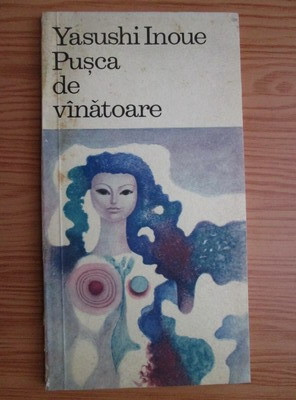 Yasushi Inoue
Pușca
de
vînătoare